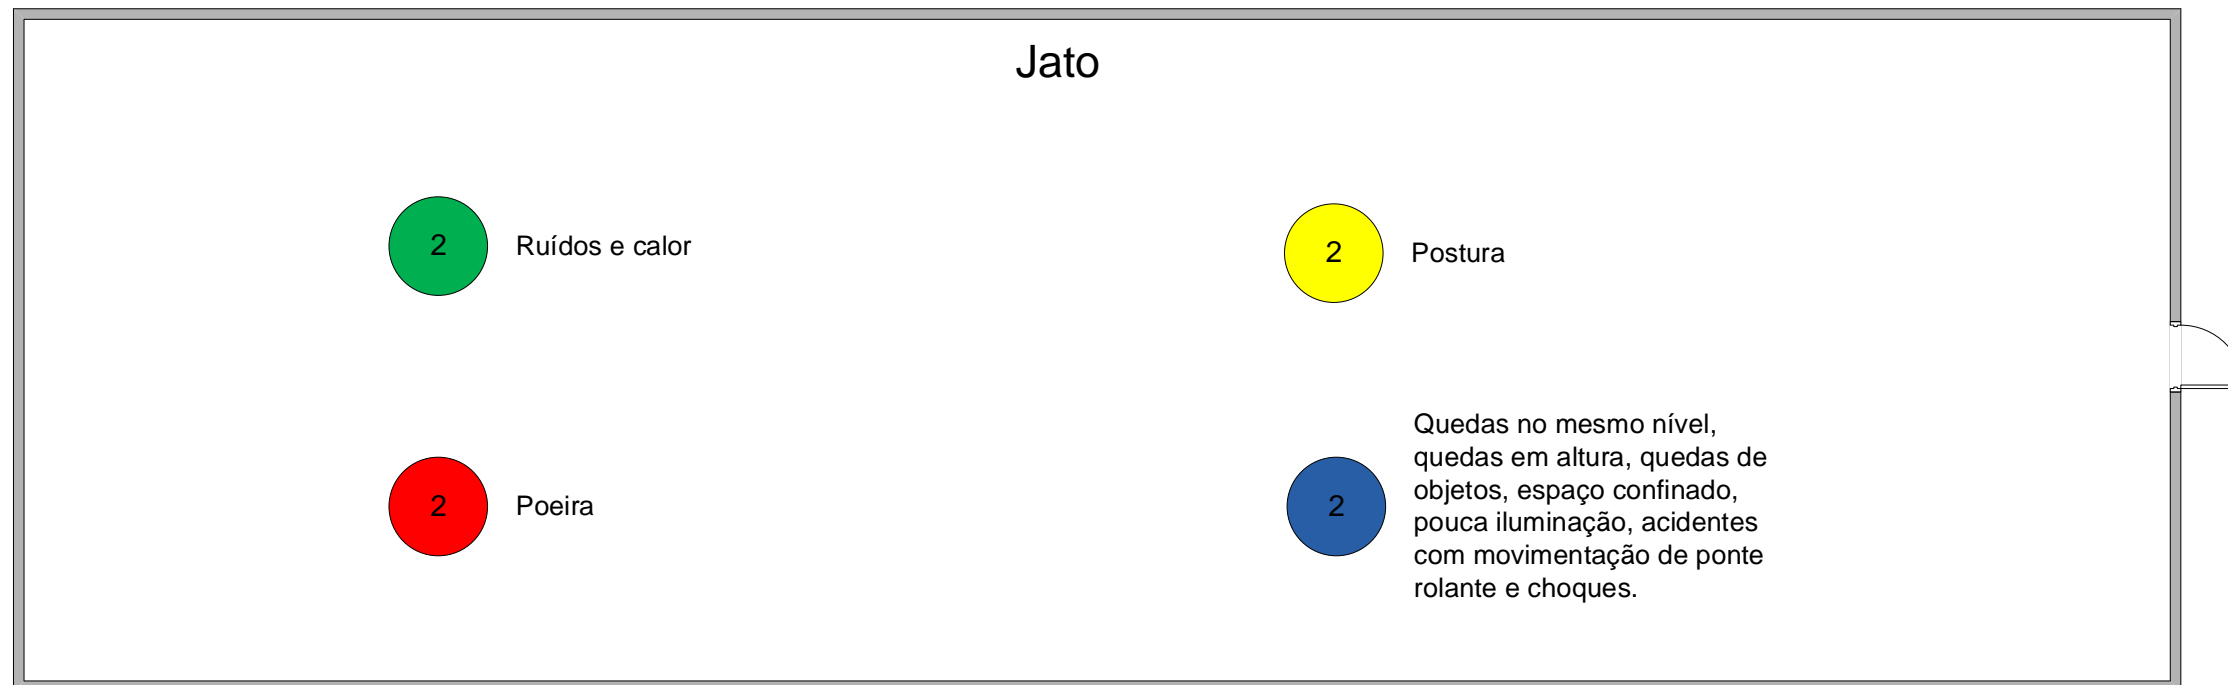 Jato
2 Ruídos e calor
2 Postura
2 Poeira
2
Quedas no mesmo nível,
quedas em altura, quedas de
objetos, espaço confinado,
pouca iluminação, acidentes
com movimentação de ponte
rolante e choques.